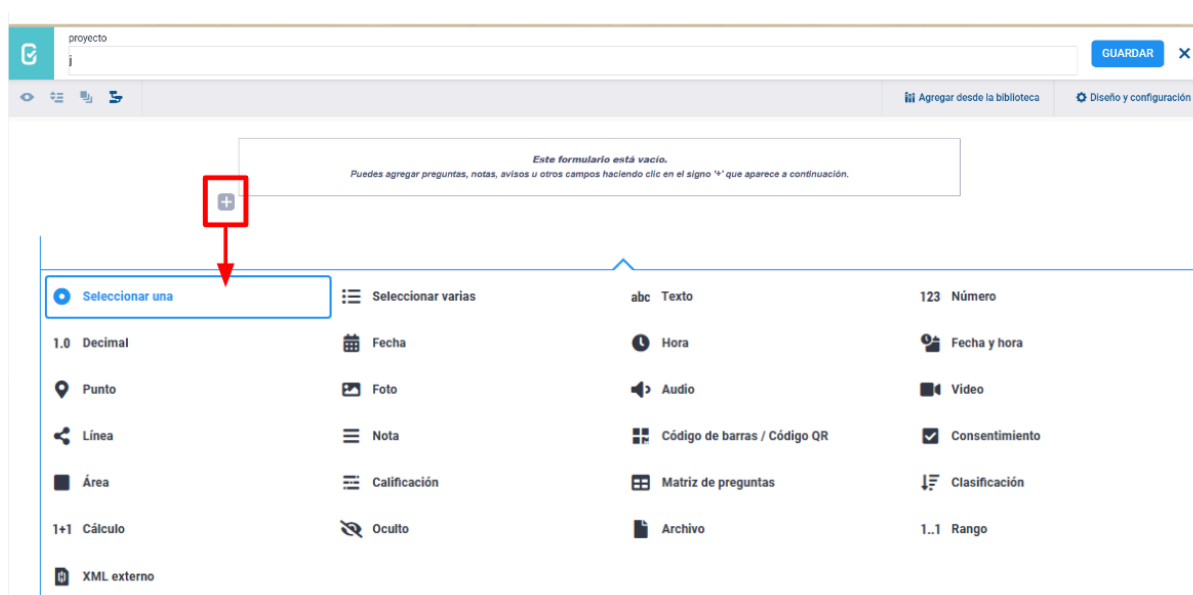 proyecto
j
GUARDAR
Agregar desde la biblioteca
Diseño y configuración
Este formulario está vacío.
Puedes agregar preguntas, notas, avisos u otros campos haciendo clic en el signo '+' que aparece a continuación.
Seleccionar una
Seleccionar varias
abc Texto
123 Número
1.0 Decimal
Fecha
Hora
Fecha y hora
Punto
Foto
Audio
Video
Línea
Nota
Código de barras / Código QR
Consentimiento
Área
Calificación
Matriz de preguntas
Clasificación
1+1 Cálculo
Oculto
Archivo
1..1 Rango
XML externo